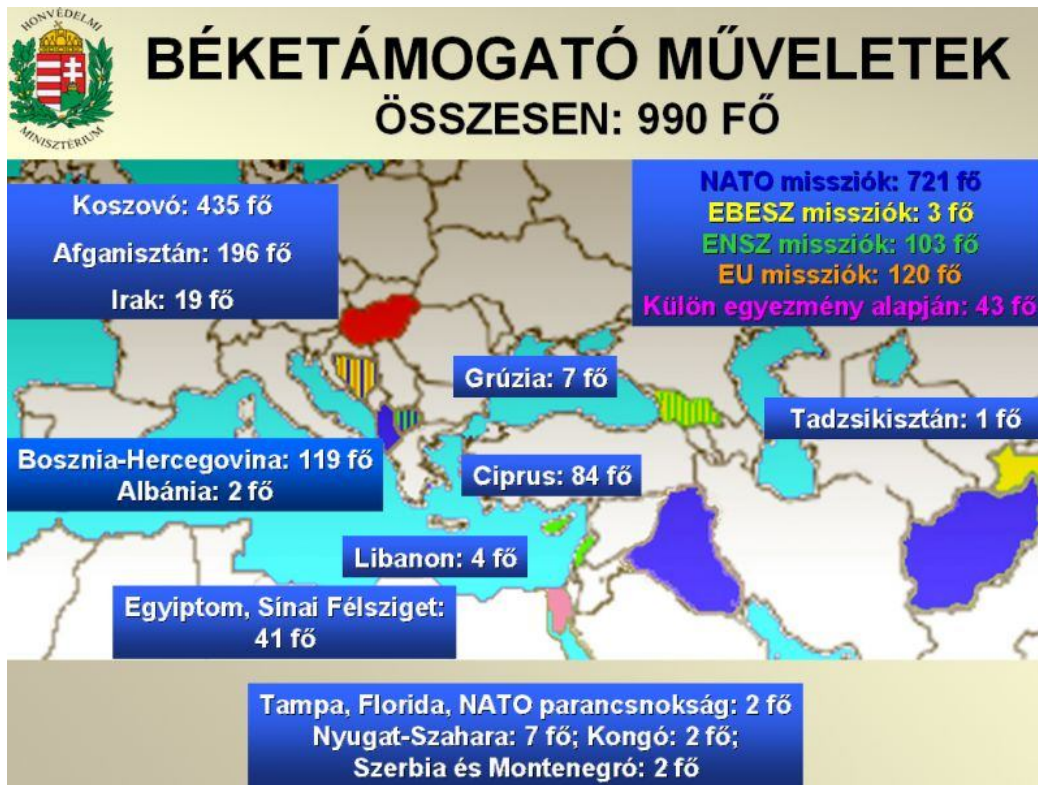 HONVÉDELMI
MINISZTÉRIUM
BÉKETÁMOGATÓ MŰVELETEK
ÖSSZESEN: 990 FŐ
Koszovó: 435 fő
Afganisztán: 196 fő
Irak: 19 fő
NATO missziók: 721 fő
EBESZ missziók: 3 fő
ENSZ missziók: 103 fő
EU missziók: 120 fő
Külön egyezmény alapján: 43 fő
Grúzia: 7 fő
Tadzsikisztán: 1 fő
Bosznia-Hercegovina: 119 fő
Albánia: 2 fő
Ciprus: 84 fő
Libanon: 4 fő
Egyiptom, Sínai Félsziget:
41 fő
Tampa, Florida, NATO parancsnokság: 2 fő
Nyugat-Szahara: 7 fő; Kongó: 2 fő;
Szerbia és Montenegró: 2 fő